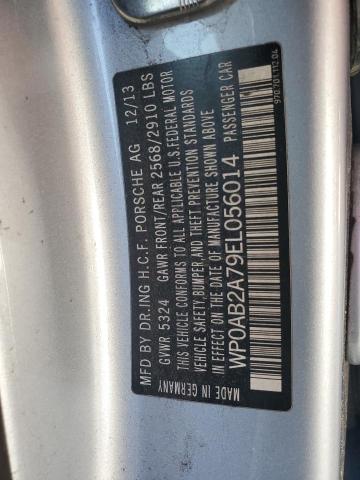 MFD BY DR.ING H.C.F. PORSCHE AG 12/13
GVWR 5324 GAWR FRONT/REAR 2568/2910 LBS
THIS VEHICLE CONFORMS TO ALL APPLICABLE U.S. FEDERAL MOTOR
VEHICLE SAFETY, BUMPER, AND THEFT PREVENTION STANDARDS
IN EFFECT ON THE DATE OF MANUFACTURE SHOWN ABOVE
WP0AB2A79EL056014 PASSENGER CAR
MADE IN GERMANY